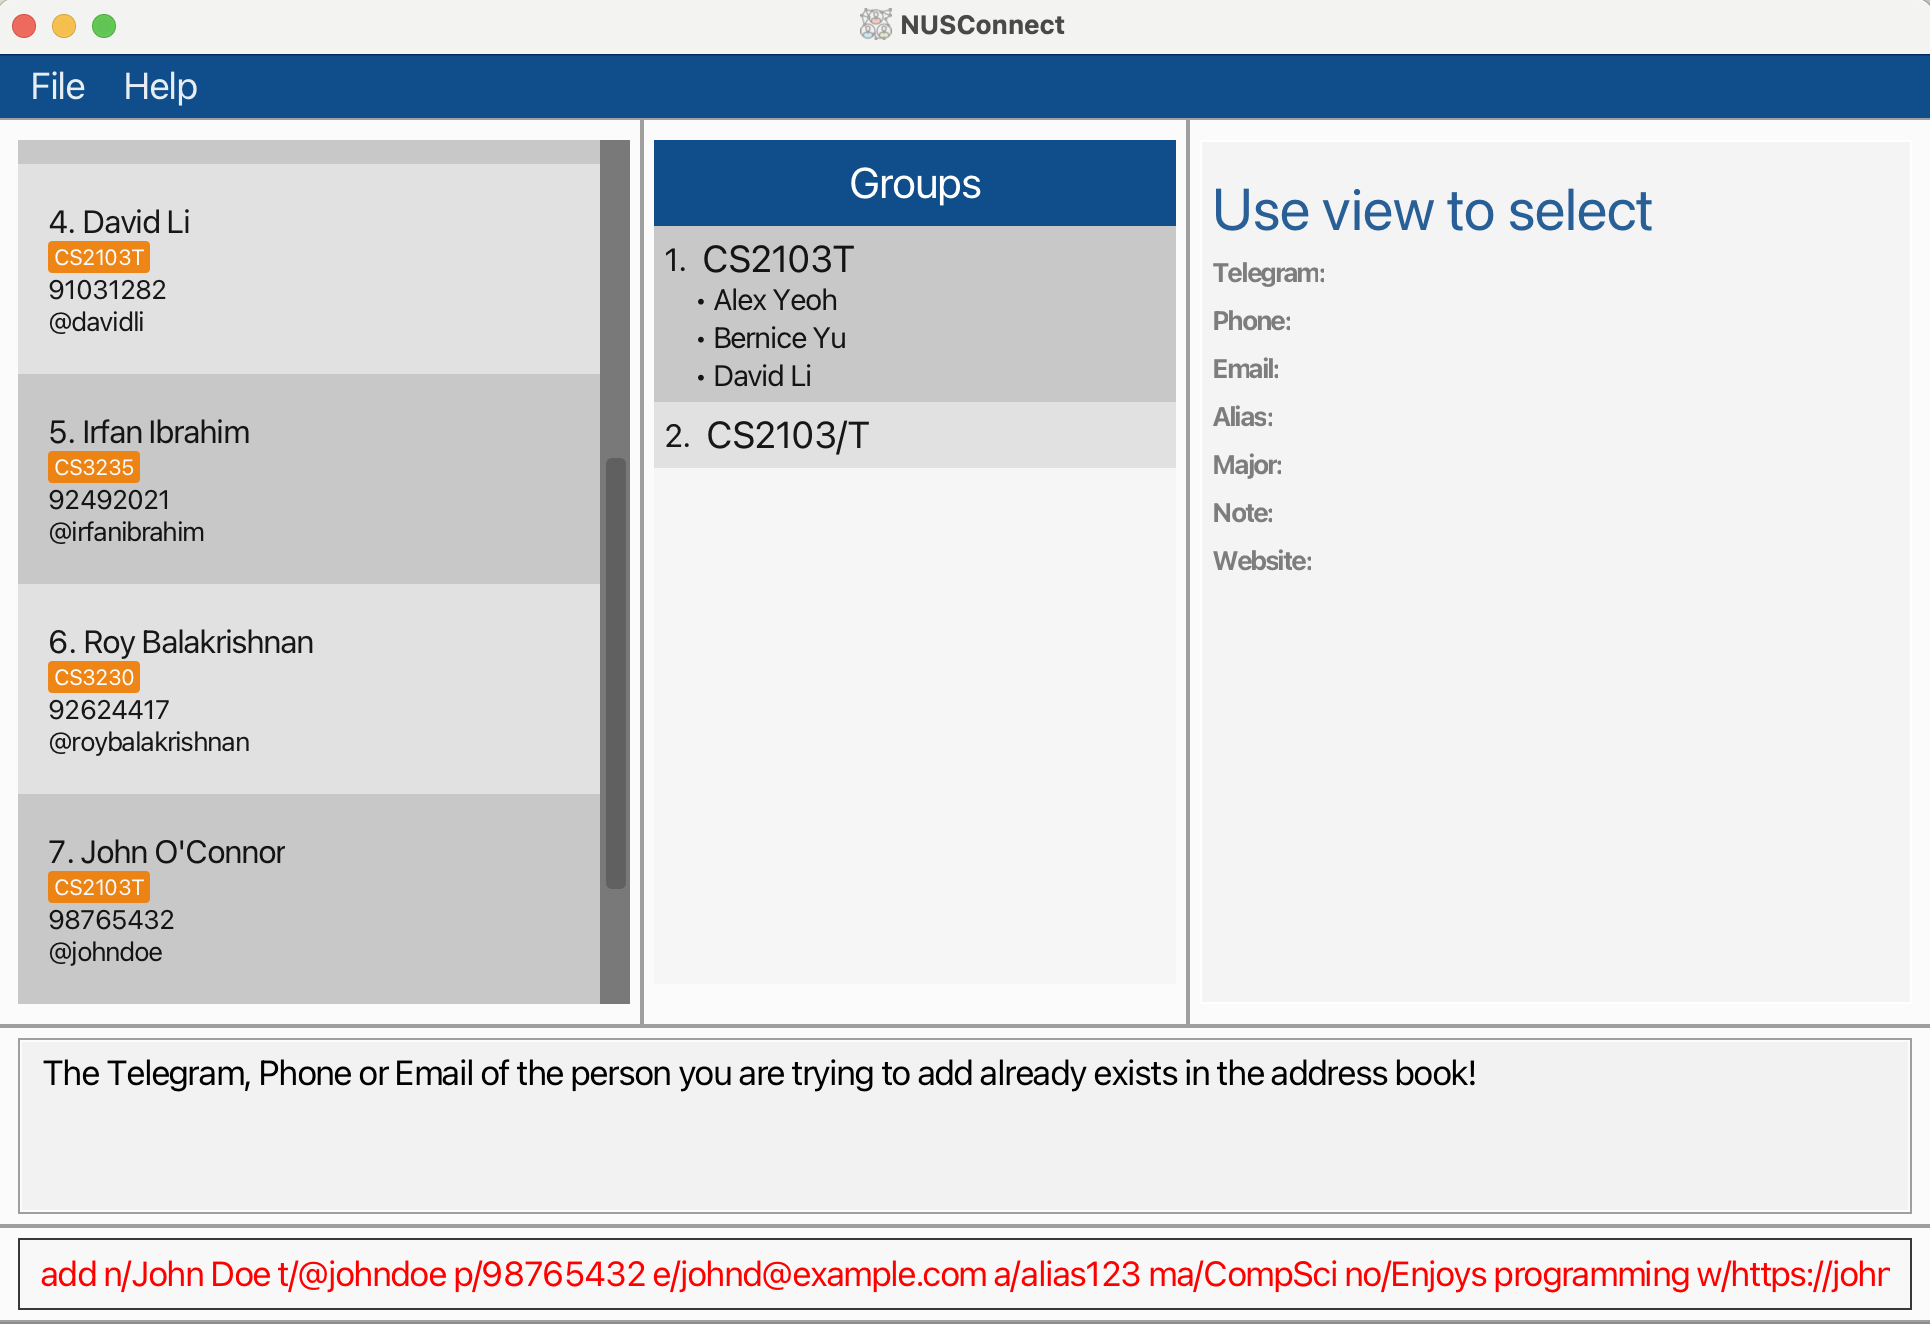 NUSConnect
File Help
4. David Li
CS2103T
91031282
@davidli
5. Irfan Ibrahim
CS3235
92492021
@irfanibrahim
6. Roy Balakrishnan
CS3230
92624417
@roybalakrishnan
7. John O'Connor
CS2103T
98765432
@johndoe
Groups
1. CS2103T
• Alex Yeoh
• Bernice Yu
• David Li
2. CS2103/T
Use view to select
Telegram:
Phone:
Email:
Alias:
Major:
Note:
Website:
The Telegram, Phone or Email of the person you are trying to add already exists in the address book!
add n/John Doe t/@johndoe p/98765432 e/johnd@example.com a/alias123 ma/CompSci no/Enjoys programming w/https://john